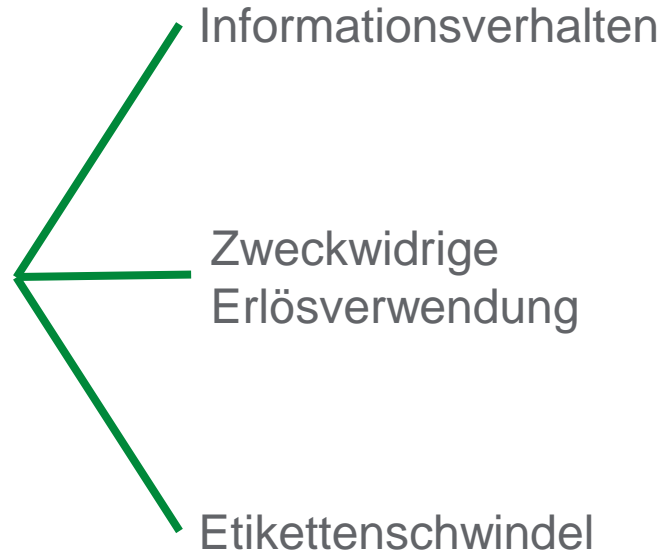 Informationsverhalten
Zweckwidrige
Erlösverwendung
Etikettenschwindel